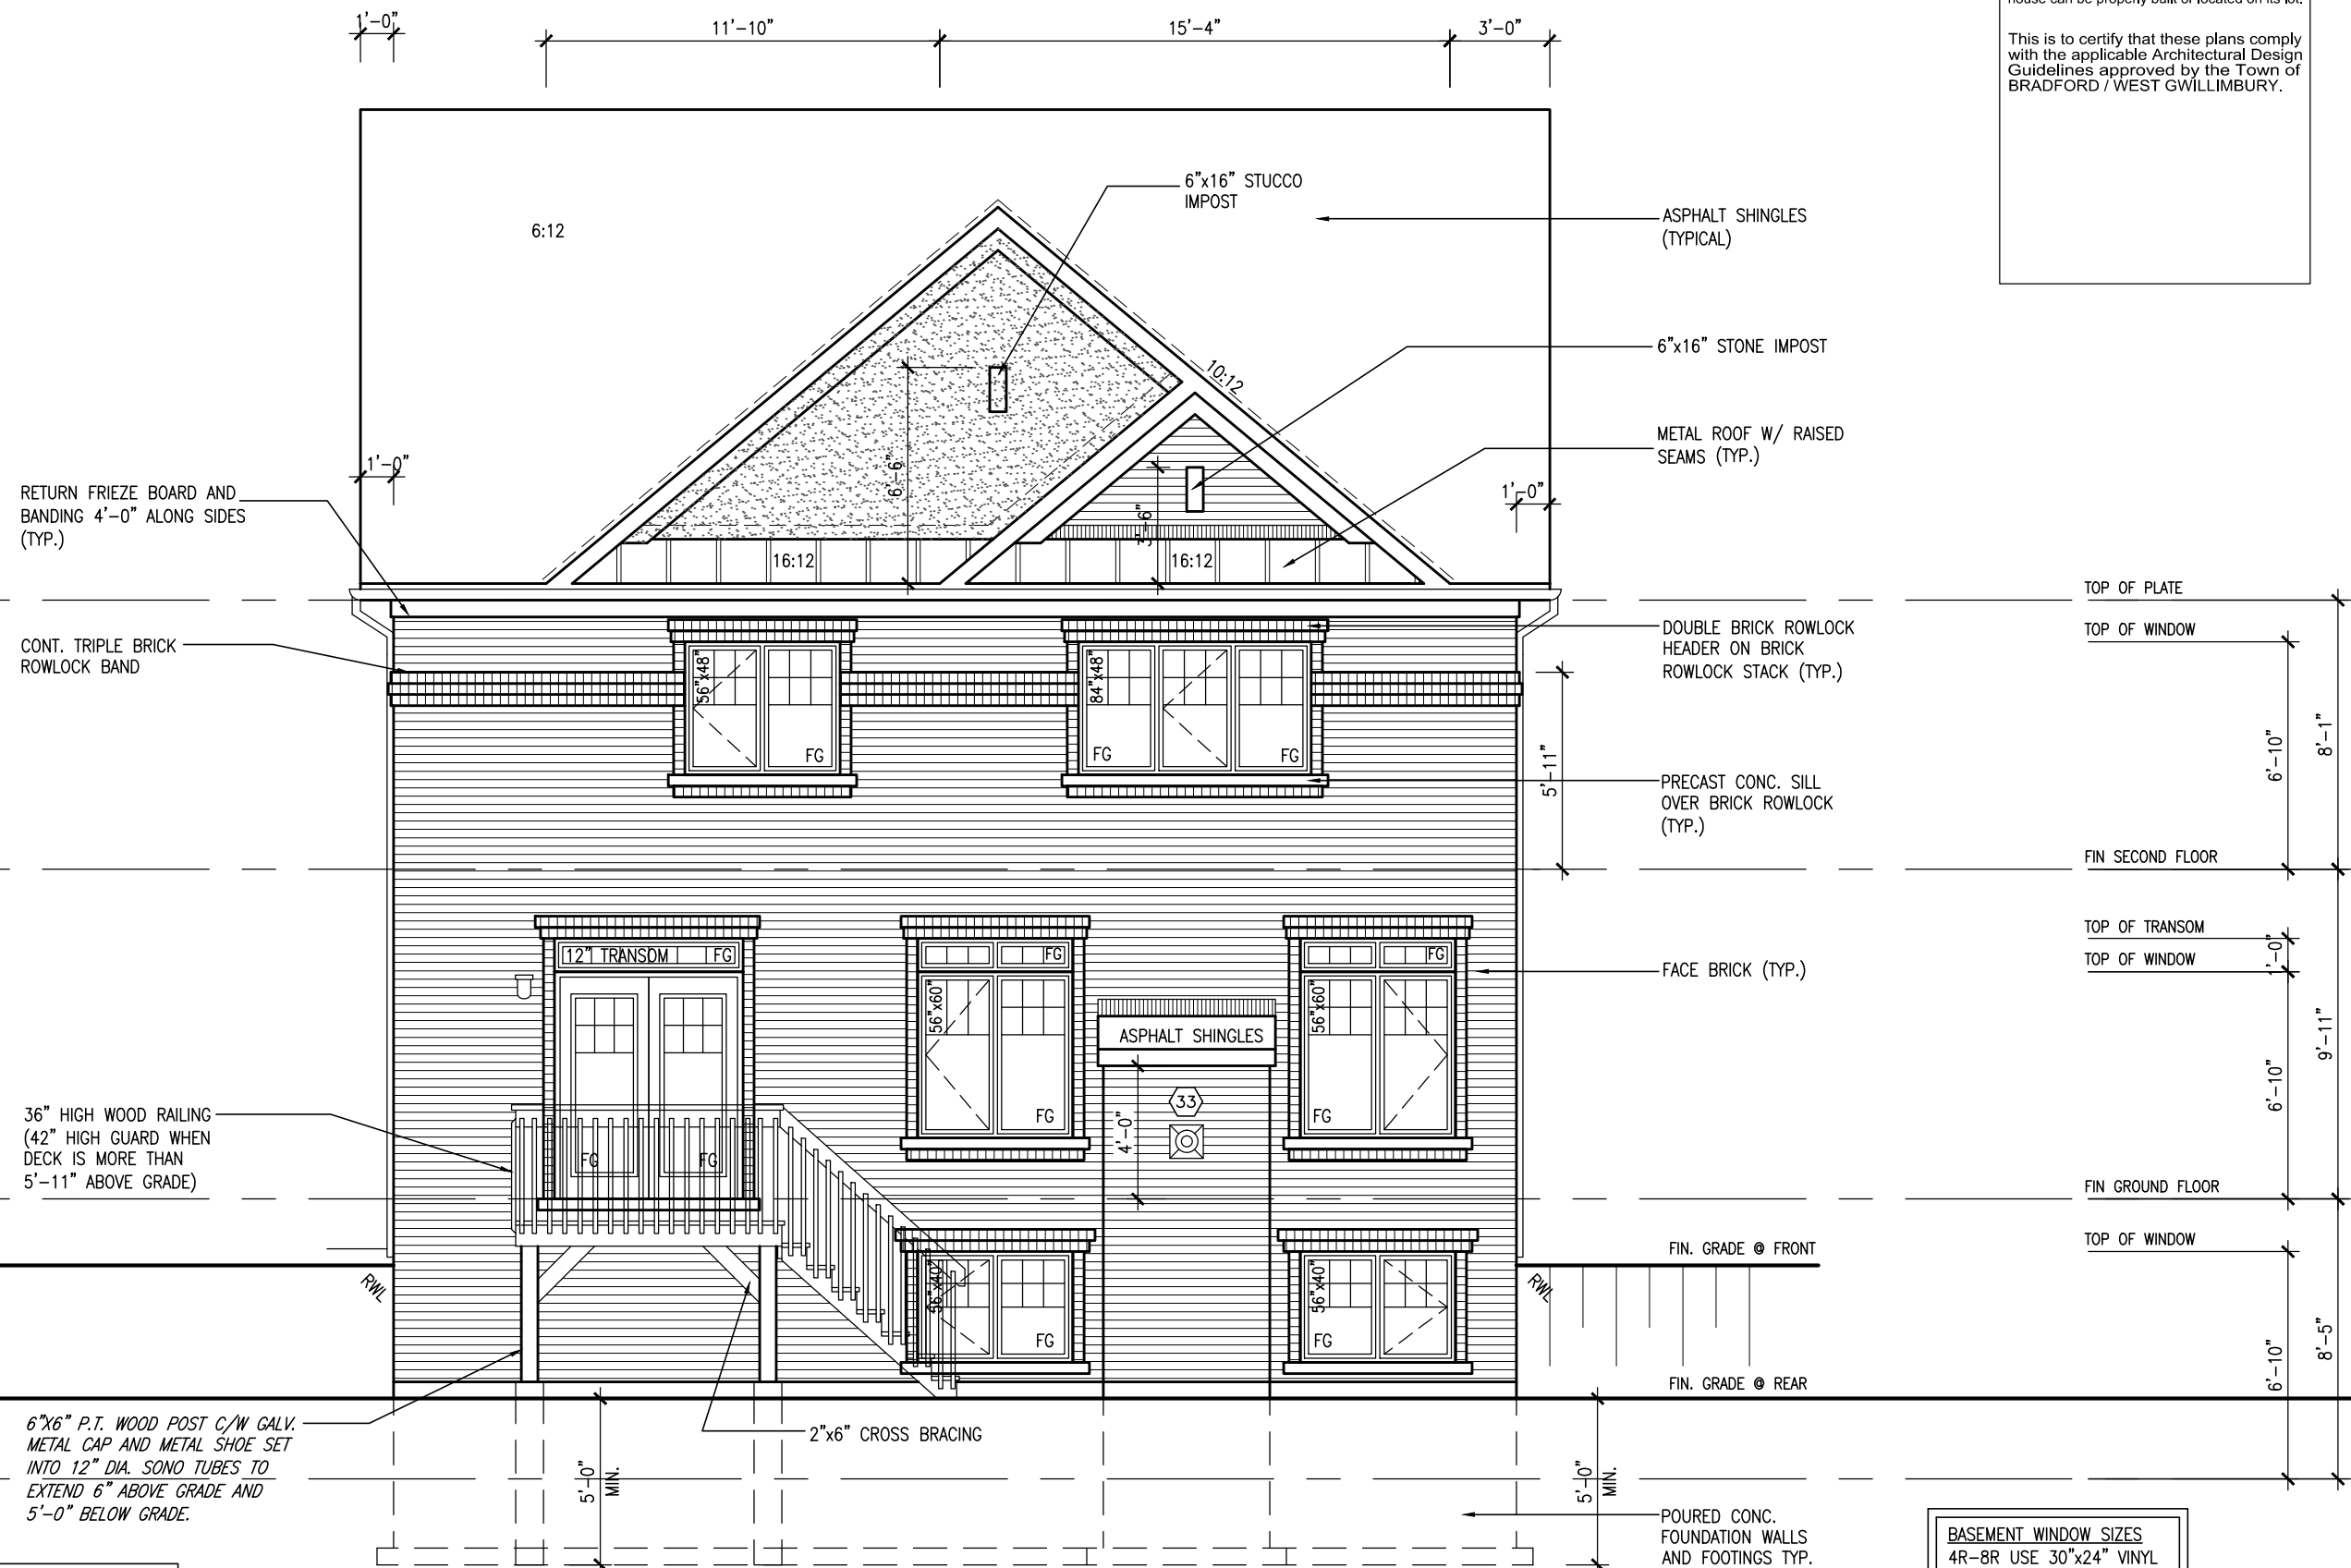 house can be properly built or located on its lot.
This is to certify that these plans comply
with the applicable Architectural Design
Guidelines approved by the Town of
BRADFORD / WEST GWILLIMBURY.
1'-0"
11'-10"
15'-4"
3'-0"
6"x16" STUCCO
IMPOST
6:12
ASPHALT SHINGLES
(TYPICAL)
6"x16" STONE IMPOST
10:12
METAL ROOF W/ RAISED
SEAMS (TYP.)
1'-0"
6'-6"
1'-0"
RETURN FRIEZE BOARD AND
BANDING 4'-0" ALONG SIDES
(TYP.)
3'-6"
16:12
16:12
TOP OF PLATE
TOP OF WINDOW
CONT. TRIPLE BRICK
ROWLOCK BAND
DOUBLE BRICK ROWLOCK
HEADER ON BRICK
ROWLOCK STACK (TYP.)
56"x48"
84"x48"
FG
FG
FG
5'-11"
6'-10"
8'-1"
PRECAST CONC. SILL
OVER BRICK ROWLOCK
(TYP.)
FIN SECOND FLOOR
TOP OF TRANSOM
TOP OF WINDOW
1'-0"
12" TRANSOM
FG
FG
FG
FACE BRICK (TYP.)
56"x60"
56"x60"
ASPHALT SHINGLES
33
4'-0"
FG
FG
6'-10"
9'-11"
36" HIGH WOOD RAILING
(42" HIGH GUARD WHEN
DECK IS MORE THAN
5'-11" ABOVE GRADE)
FG
FG
FIN GROUND FLOOR
TOP OF WINDOW
FIN. GRADE @ FRONT
RWL
RWL
56"x40"
56"x40"
FG
FG
6'-10"
8'-5"
FIN. GRADE @ REAR
6"X6" P.T. WOOD POST C/W GALV.
METAL CAP AND METAL SHOE SET
INTO 12" DIA. SONO TUBES TO
EXTEND 6" ABOVE GRADE AND
5'-0" BELOW GRADE.
2"x6" CROSS BRACING
5'-0"
MIN.
5'-0"
MIN.
POURED CONC.
FOUNDATION WALLS
AND FOOTINGS TYP.
BASEMENT WINDOW SIZES
4R-8R USE 30"x24" VINYL